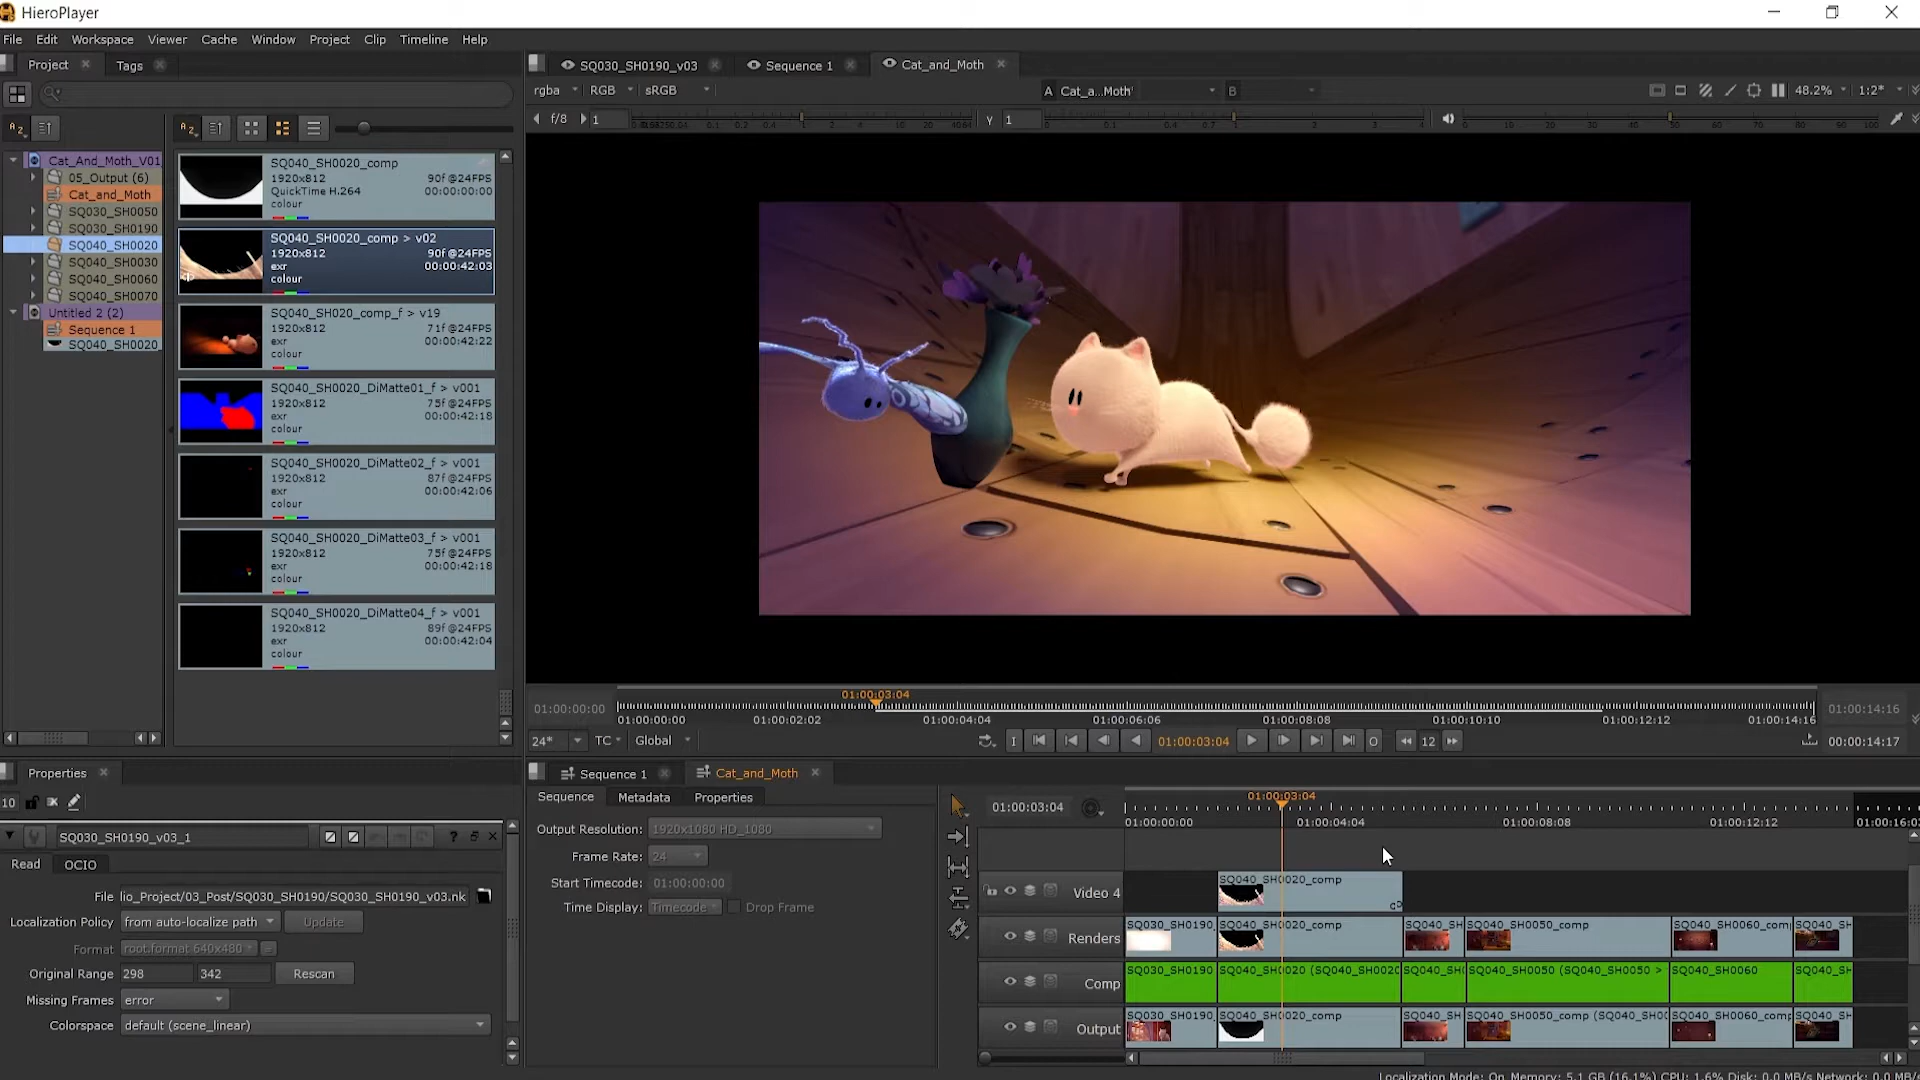 HieroPlayer
File Edit Workspace Viewer Cache Window Project Clip Timeline Help
Project Tags
SQ030_SH0190_v03 Sequence 1 Cat_and_Moth
rgba RGB sRGB A Cat_a...Moth' B 48.2% 1:2*
f/8 1 γ 1
Cat_And_Moth_V01
05_Output (6)
Cat_and_Moth
SQ030_SH0050
SQ030_SH0190
SQ040_SH0020
SQ040_SH0030
SQ040_SH0060
SQ040_SH0070
Untitled 2 (2)
Sequence 1
SQ040_SH0020
SQ040_SH0020_comp
1920x812 90f@24FPS
QuickTime H.264 00:00:00:00
colour
SQ040_SH0020_comp > v02
1920x812 90f@24FPS
exr 00:00:42:03
colour
SQ040_SH020_comp_f > v19
1920x812 71f@24FPS
exr 00:00:42:22
colour
SQ040_SH0020_DiMatte01_f > v001
1920x812 75f@24FPS
exr 00:00:42:18
colour
SQ040_SH0020_DiMatte02_f > v001
1920x812 87f@24FPS
exr 00:00:42:06
colour
SQ040_SH0020_DiMatte03_f > v001
1920x812 75f@24FPS
exr 00:00:42:18
colour
SQ040_SH0020_DiMatte04_f > v001
1920x812 89f@24FPS
exr 00:00:42:04
colour
01:00:03:04
01:00:00:00 01:00:14:16
01:00:00:00 01:00:02:02 01:00:04:04 01:00:06:06 01:00:08:08 01:00:10:10 01:00:12:12 01:00:14:16
24* TC Global I 01:00:03:04 O 12 00:00:14:17
Properties
10
SQ030_SH0190_v03_1 ?
Read OCIO
File lio_Project/03_Post/SQ030_SH0190/SQ030_SH0190_v03.nk
Localization Policy from auto-localize path Update
Format root.format 640x480 =
Original Range 298 342 Rescan
Missing Frames error
Colorspace default (scene_linear)
Sequence 1 Cat_and_Moth
Sequence Metadata Properties
Output Resolution: 1920x1080 HD_1080
Frame Rate: 24
Start Timecode: 01:00:00:00
Time Display: Timecode Drop Frame
01:00:03:04
01:00:03:04
01:00:00:00 01:00:04:04 01:00:08:08 01:00:12:12 01:00:16:0
Video 4 SQ040_SH0020_comp
Renders SQ030_SH0190_ SQ040_SH0020_comp SQ040_SH SQ040_SH0050_comp SQ040_SH0060_comp SQ040_SH
Comp SQ030_SH0190 SQ040_SH0020 (SQ040_SH0020 SQ040_SH0 SQ040_SH0050 (SQ040_SH0050 > SQ040_SH0060 SQ040_SH
Output SQ030_SH0190_ SQ040_SH0020_comp SQ040_SH SQ040_SH0050_comp (SQ040_SH00 SQ040_SH0060_comp SQ040_SH
Localization Mode: On Memory: 5.1 GB (16.1%) CPU: 1.6% Disk: 0.0 MB/s Network: 0.0 MB/s